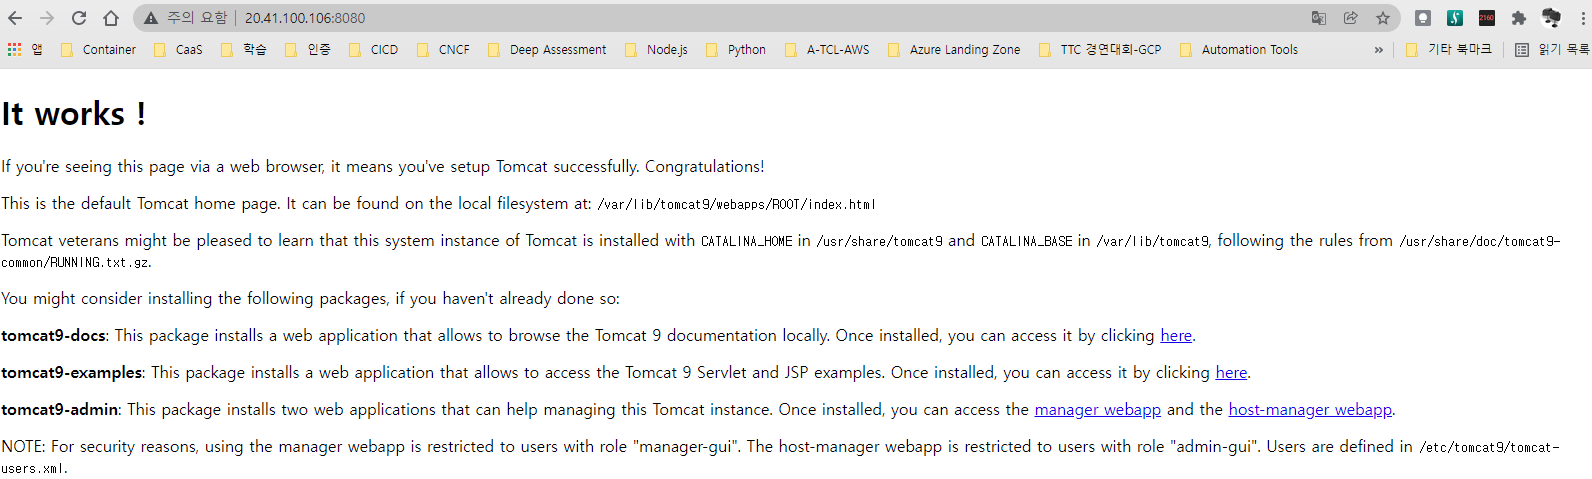 주의 요함 20.41.100.106:8080
앱 Container CaaS 학습 인증 CICD CNCF Deep Assessment Node.js Python A-TCL-AWS Azure Landing Zone TTC 경연대회-GCP Automation Tools » 기타 북마크 읽기 목록
It works !
If you're seeing this page via a web browser, it means you've setup Tomcat successfully. Congratulations!
This is the default Tomcat home page. It can be found on the local filesystem at: /var/lib/tomcat9/webapps/ROOT/index.html
Tomcat veterans might be pleased to learn that this system instance of Tomcat is installed with CATALINA_HOME in /usr/share/tomcat9 and CATALINA_BASE in /var/lib/tomcat9, following the rules from /usr/share/doc/tomcat9-
common/RUNNING.txt.gz.
You might consider installing the following packages, if you haven't already done so:
tomcat9-docs: This package installs a web application that allows to browse the Tomcat 9 documentation locally. Once installed, you can access it by clicking here.
tomcat9-examples: This package installs a web application that allows to access the Tomcat 9 Servlet and JSP examples. Once installed, you can access it by clicking here.
tomcat9-admin: This package installs two web applications that can help managing this Tomcat instance. Once installed, you can access the manager webapp and the host-manager webapp.
NOTE: For security reasons, using the manager webapp is restricted to users with role "manager-gui". The host-manager webapp is restricted to users with role "admin-gui". Users are defined in /etc/tomcat9/tomcat-
users.xml.